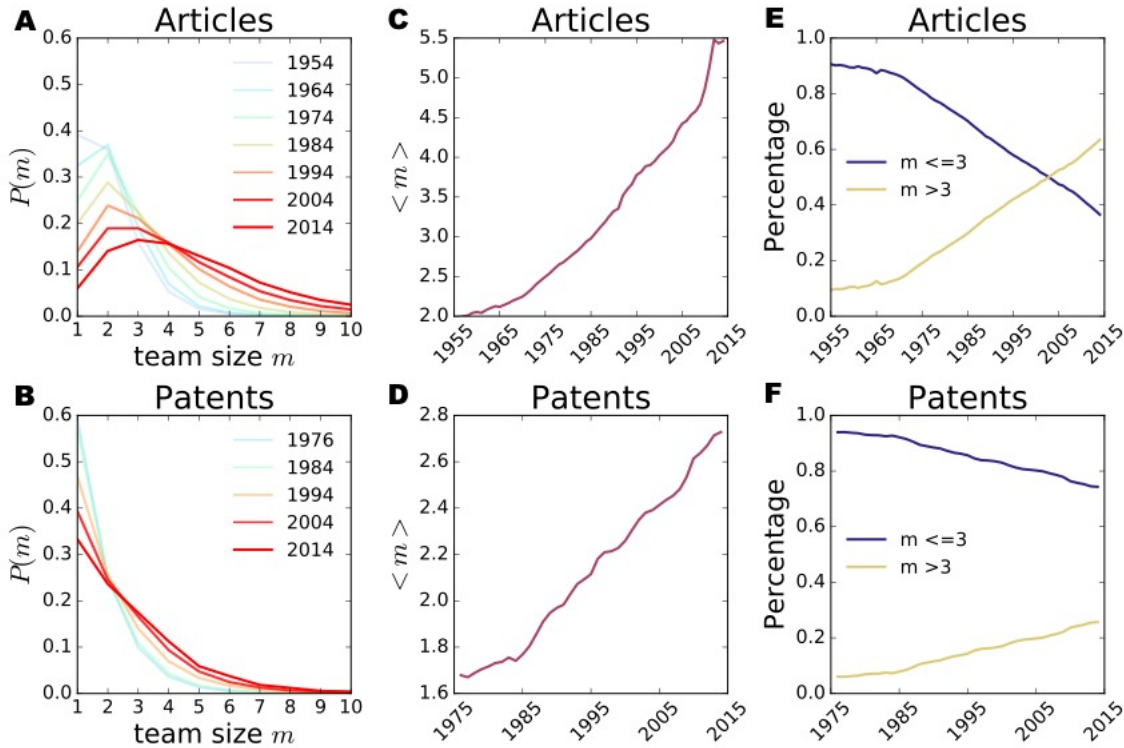 A Articles
P(m)
0.6
0.5
0.4
0.3
0.2
0.1
0.0
1954
1964
1974
1984
1994
2004
2014
1 2 3 4 5 6 7 8 9 10
team size m
C Articles
< m >
5.5
5.0
4.5
4.0
3.5
3.0
2.5
2.0
1955 1965 1975 1985 1995 2005 2015
E Articles
Percentage
1.0
0.8
0.6
0.4
0.2
0.0
m <=3
m >3
1955 1965 1975 1985 1995 2005 2015
B Patents
P(m)
0.6
0.5
0.4
0.3
0.2
0.1
0.0
1976
1984
1994
2004
2014
1 2 3 4 5 6 7 8 9 10
team size m
D Patents
< m >
2.8
2.6
2.4
2.2
2.0
1.8
1.6
1975 1985 1995 2005 2015
F Patents
Percentage
1.0
0.8
0.6
0.4
0.2
0.0
m <=3
m >3
1975 1985 1995 2005 2015